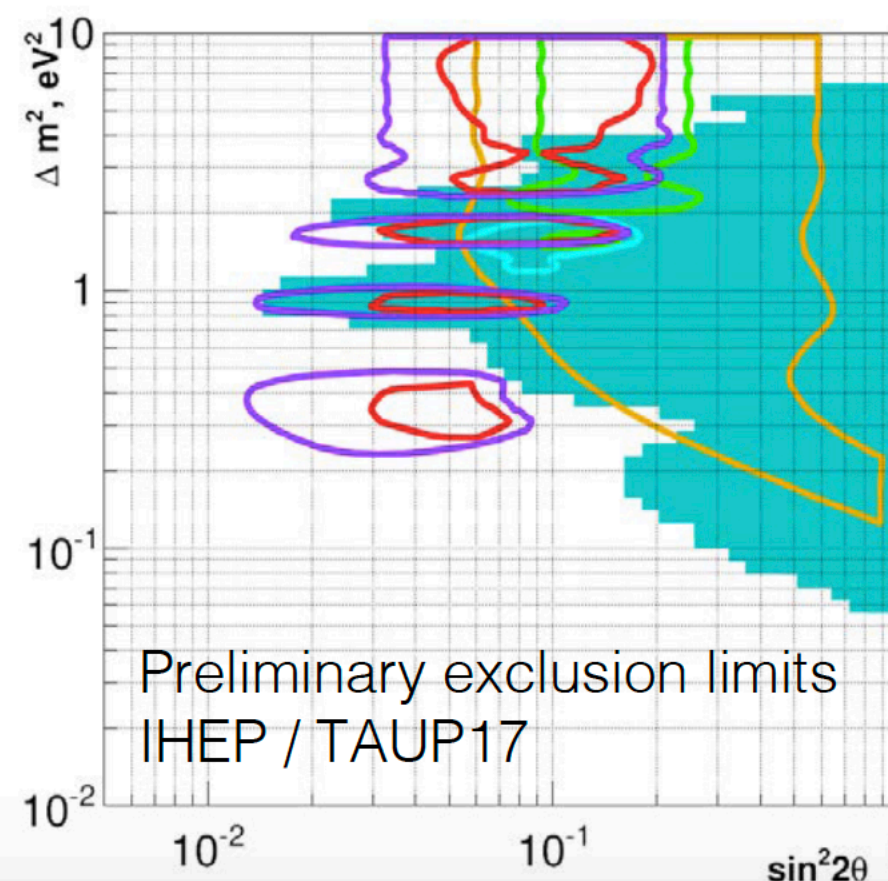 Δ m², eV²
10
1
10⁻¹
10⁻²
Preliminary exclusion limits
IHEP / TAUP17
10⁻²
10⁻¹
sin²2θ